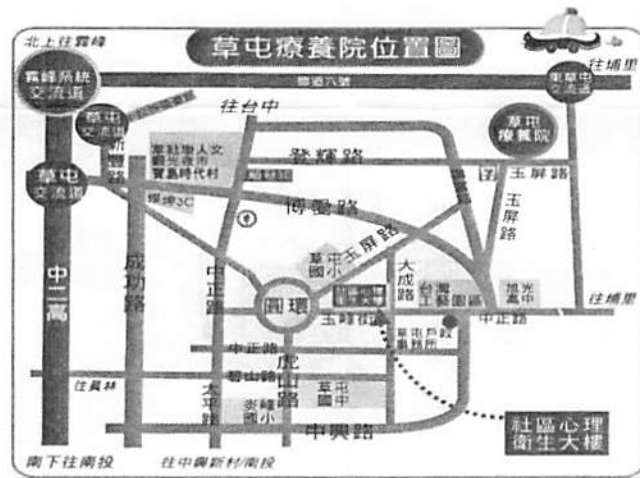 北上往霧峰
草屯療養院位置圖
往埔里
霧峰系統
交流道
國道六號
東草屯
交流道
往台中
草屯
交流道
新豐路
草鞋墩人文
觀光夜市
寶島時代村
登輝路
草屯
療養院
草屯
交流道
燦坤3C
博愛路
玉屏路
玉屏路
玉屏路
中二高
成功路
中正路
草屯
國小
大成路
台灣
工藝園區
旭光
高中
往埔里
圓環
玉峰街
中正路
草屯戶政
事務所
中正路
碧山路
虎山路
往員林
太平路
炎峰
國小
草屯
國中
中興路
社區心理
衛生大樓
南下往南投
往中興新村/南投